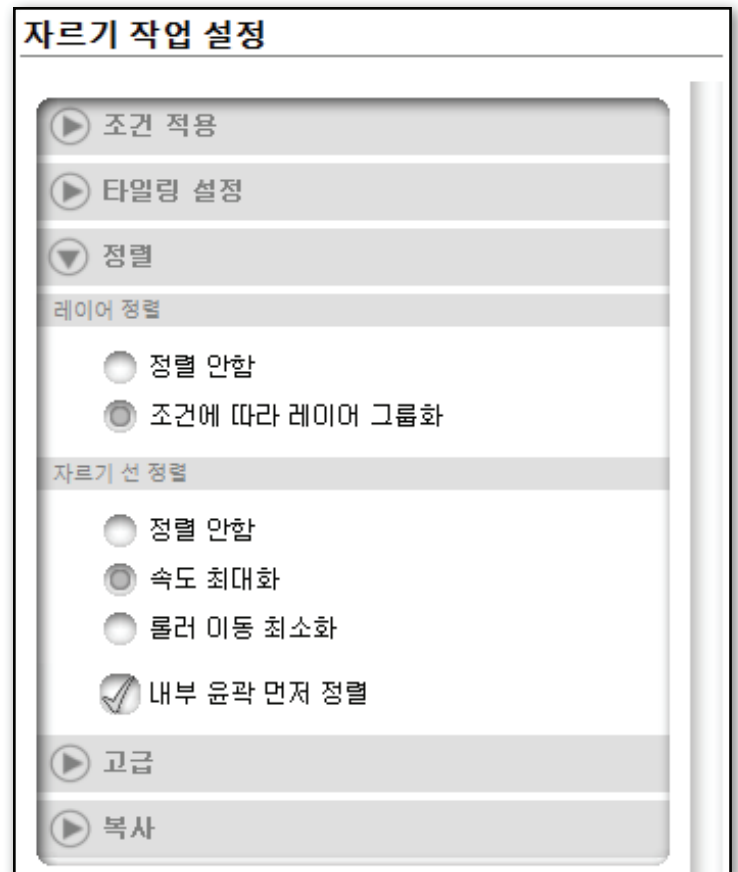 자르기 작업 설정
조건 적용
타일링 설정
정렬
레이어 정렬
정렬 안함
조건에 따라 레이어 그룹화
자르기 선 정렬
정렬 안함
속도 최대화
롤러 이동 최소화
내부 윤곽 먼저 정렬
고급
복사